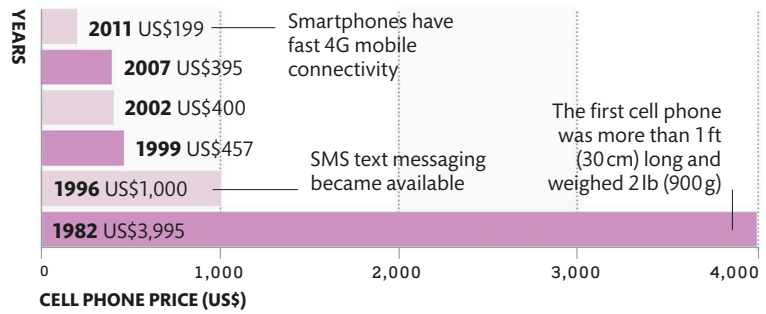 YEARS
2011 US$199
Smartphones have
fast 4G mobile
connectivity
2007 US$395
2002 US$400
1999 US$457
The first cell phone
was more than 1 ft
(30 cm) long and
weighed 2 lb (900 g)
SMS text messaging
became available
1996 US$1,000
1982 US$3,995
0 1,000 2,000 3,000 4,000
CELL PHONE PRICE (US$)